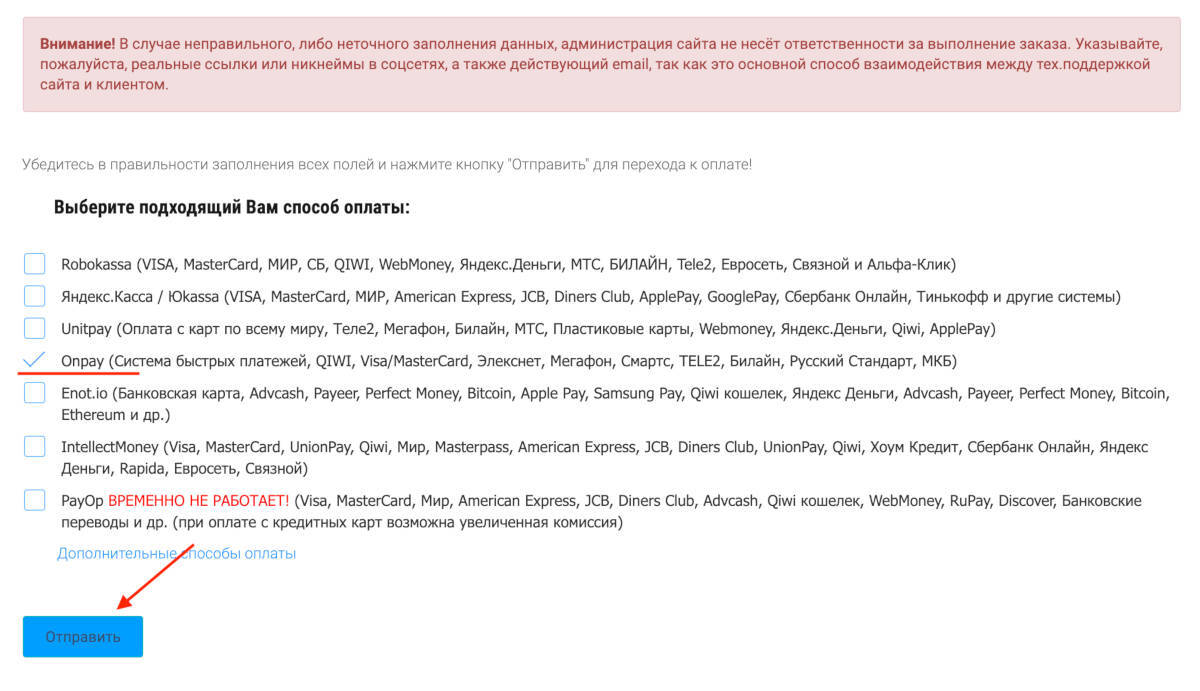 Внимание! В случае неправильного, либо неточного заполнения данных, администрация сайта не несёт ответственности за выполнение заказа. Указывайте,
пожалуйста, реальные ссылки или никнеймы в соцсетях, а также действующий email, так как это основной способ взаимодействия между тех.поддержкой
сайта и клиентом.
Убедитесь в правильности заполнения всех полей и нажмите кнопку "Отправить" для перехода к оплате!
Выберите подходящий Вам способ оплаты:
Robokassa (VISA, MasterCard, МИР, СБ, QIWI, WebMoney, Яндекс.Деньги, МТС, БИЛАЙН, Tele2, Евросеть, Связной и Альфа-Клик)
Яндекс.Касса / Юkassa (VISA, MasterCard, МИР, American Express, JCB, Diners Club, ApplePay, GooglePay, Сбербанк Онлайн, Тинькофф и другие системы)
Unitpay (Оплата с карт по всему миру, Теле2, Мегафон, Билайн, МТС, Пластиковые карты, Webmoney, Яндекс.Деньги, Qiwi, ApplePay)
Onpay (Система быстрых платежей, QIWI, Visa/MasterCard, Элекснет, Мегафон, Смартс, TELE2, Билайн, Русский Стандарт, МКБ)
Enot.io (Банковская карта, Advcash, Payeer, Perfect Money, Bitcoin, Apple Pay, Samsung Pay, Qiwi кошелек, Яндекс Деньги, Advcash, Payeer, Perfect Money, Bitcoin,
Ethereum и др.)
IntellectMoney (Visa, MasterCard, UnionPay, Qiwi, Мир, Masterpass, American Express, JCB, Diners Club, UnionPay, Qiwi, Хоум Кредит, Сбербанк Онлайн, Яндекс
Деньги, Rapida, Евросеть, Связной)
PayOp ВРЕМЕННО НЕ РАБОТАЕТ! (Visa, MasterCard, Мир, American Express, JCB, Diners Club, Advcash, Qiwi кошелек, WebMoney, RuPay, Discover, Банковские
переводы и др. (при оплате с кредитных карт возможна увеличенная комиссия)
Дополнительные способы оплаты
Отправить